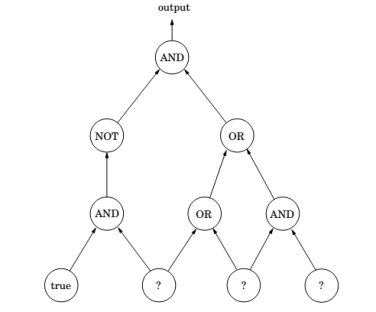 output
AND
NOT OR
AND OR AND
true ? ? ?